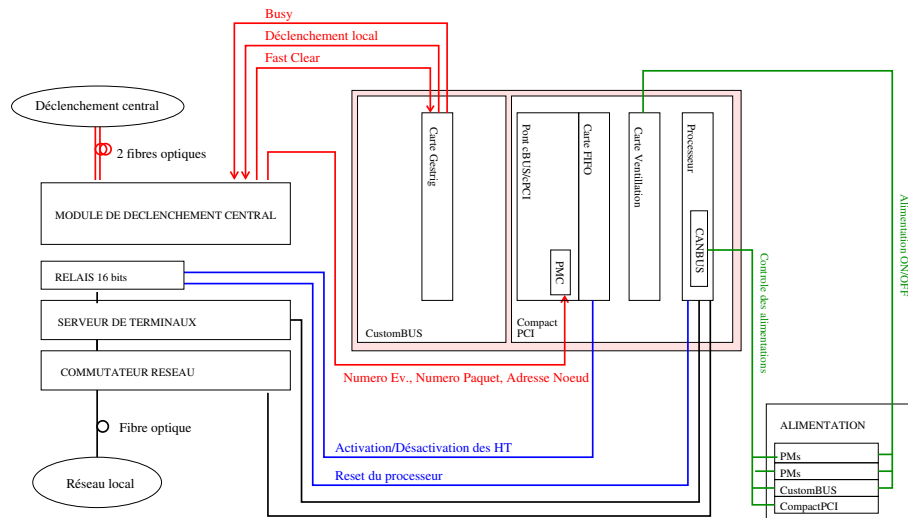 Busy
Déclenchement local
Fast Clear
Déclenchement central
2 fibres optiques
MODULE DE DECLENCHEMENT CENTRAL
RELAIS 16 bits
SERVEUR DE TERMINAUX
COMMUTATEUR RESEAU
Fibre optique
Réseau local
Carte Gestrig
CustomBUS
Pont cBUS/cPCI
PMC
Carte FIFO
Carte Ventillation
Processeur
CANBUS
Compact
PCI
Numero Ev., Numero Paquet, Adresse Noeud
Activation/Désactivation des HT
Reset du processeur
Controle des alimentations
Alimentation ON/OFF
ALIMENTATION
PMs
PMs
CustomBUS
CompactPCI